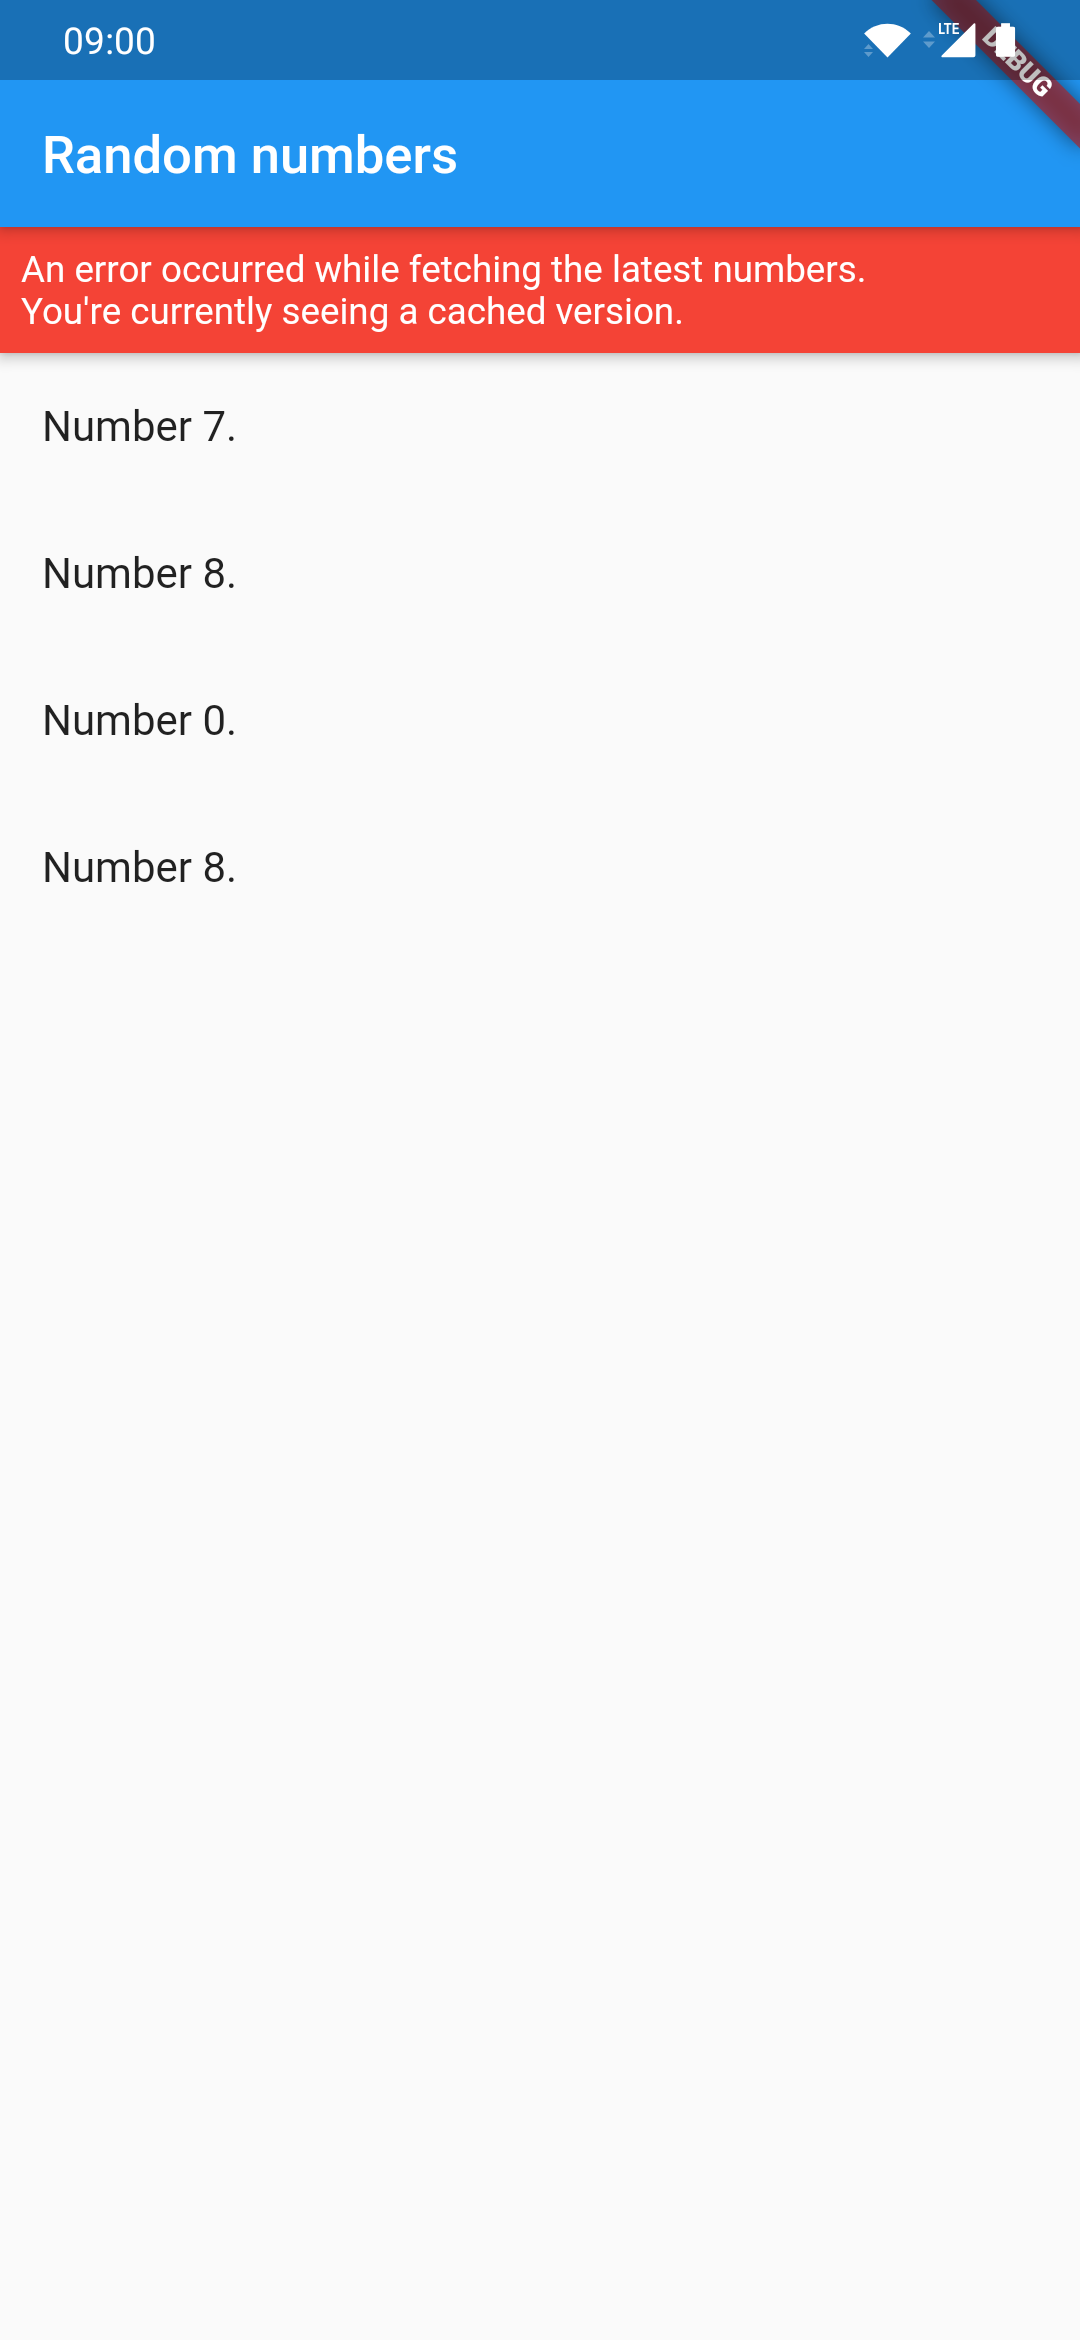 09:00
LTE
DEBUG
Random numbers
An error occurred while fetching the latest numbers.
You're currently seeing a cached version.
Number 7.
Number 8.
Number 0.
Number 8.